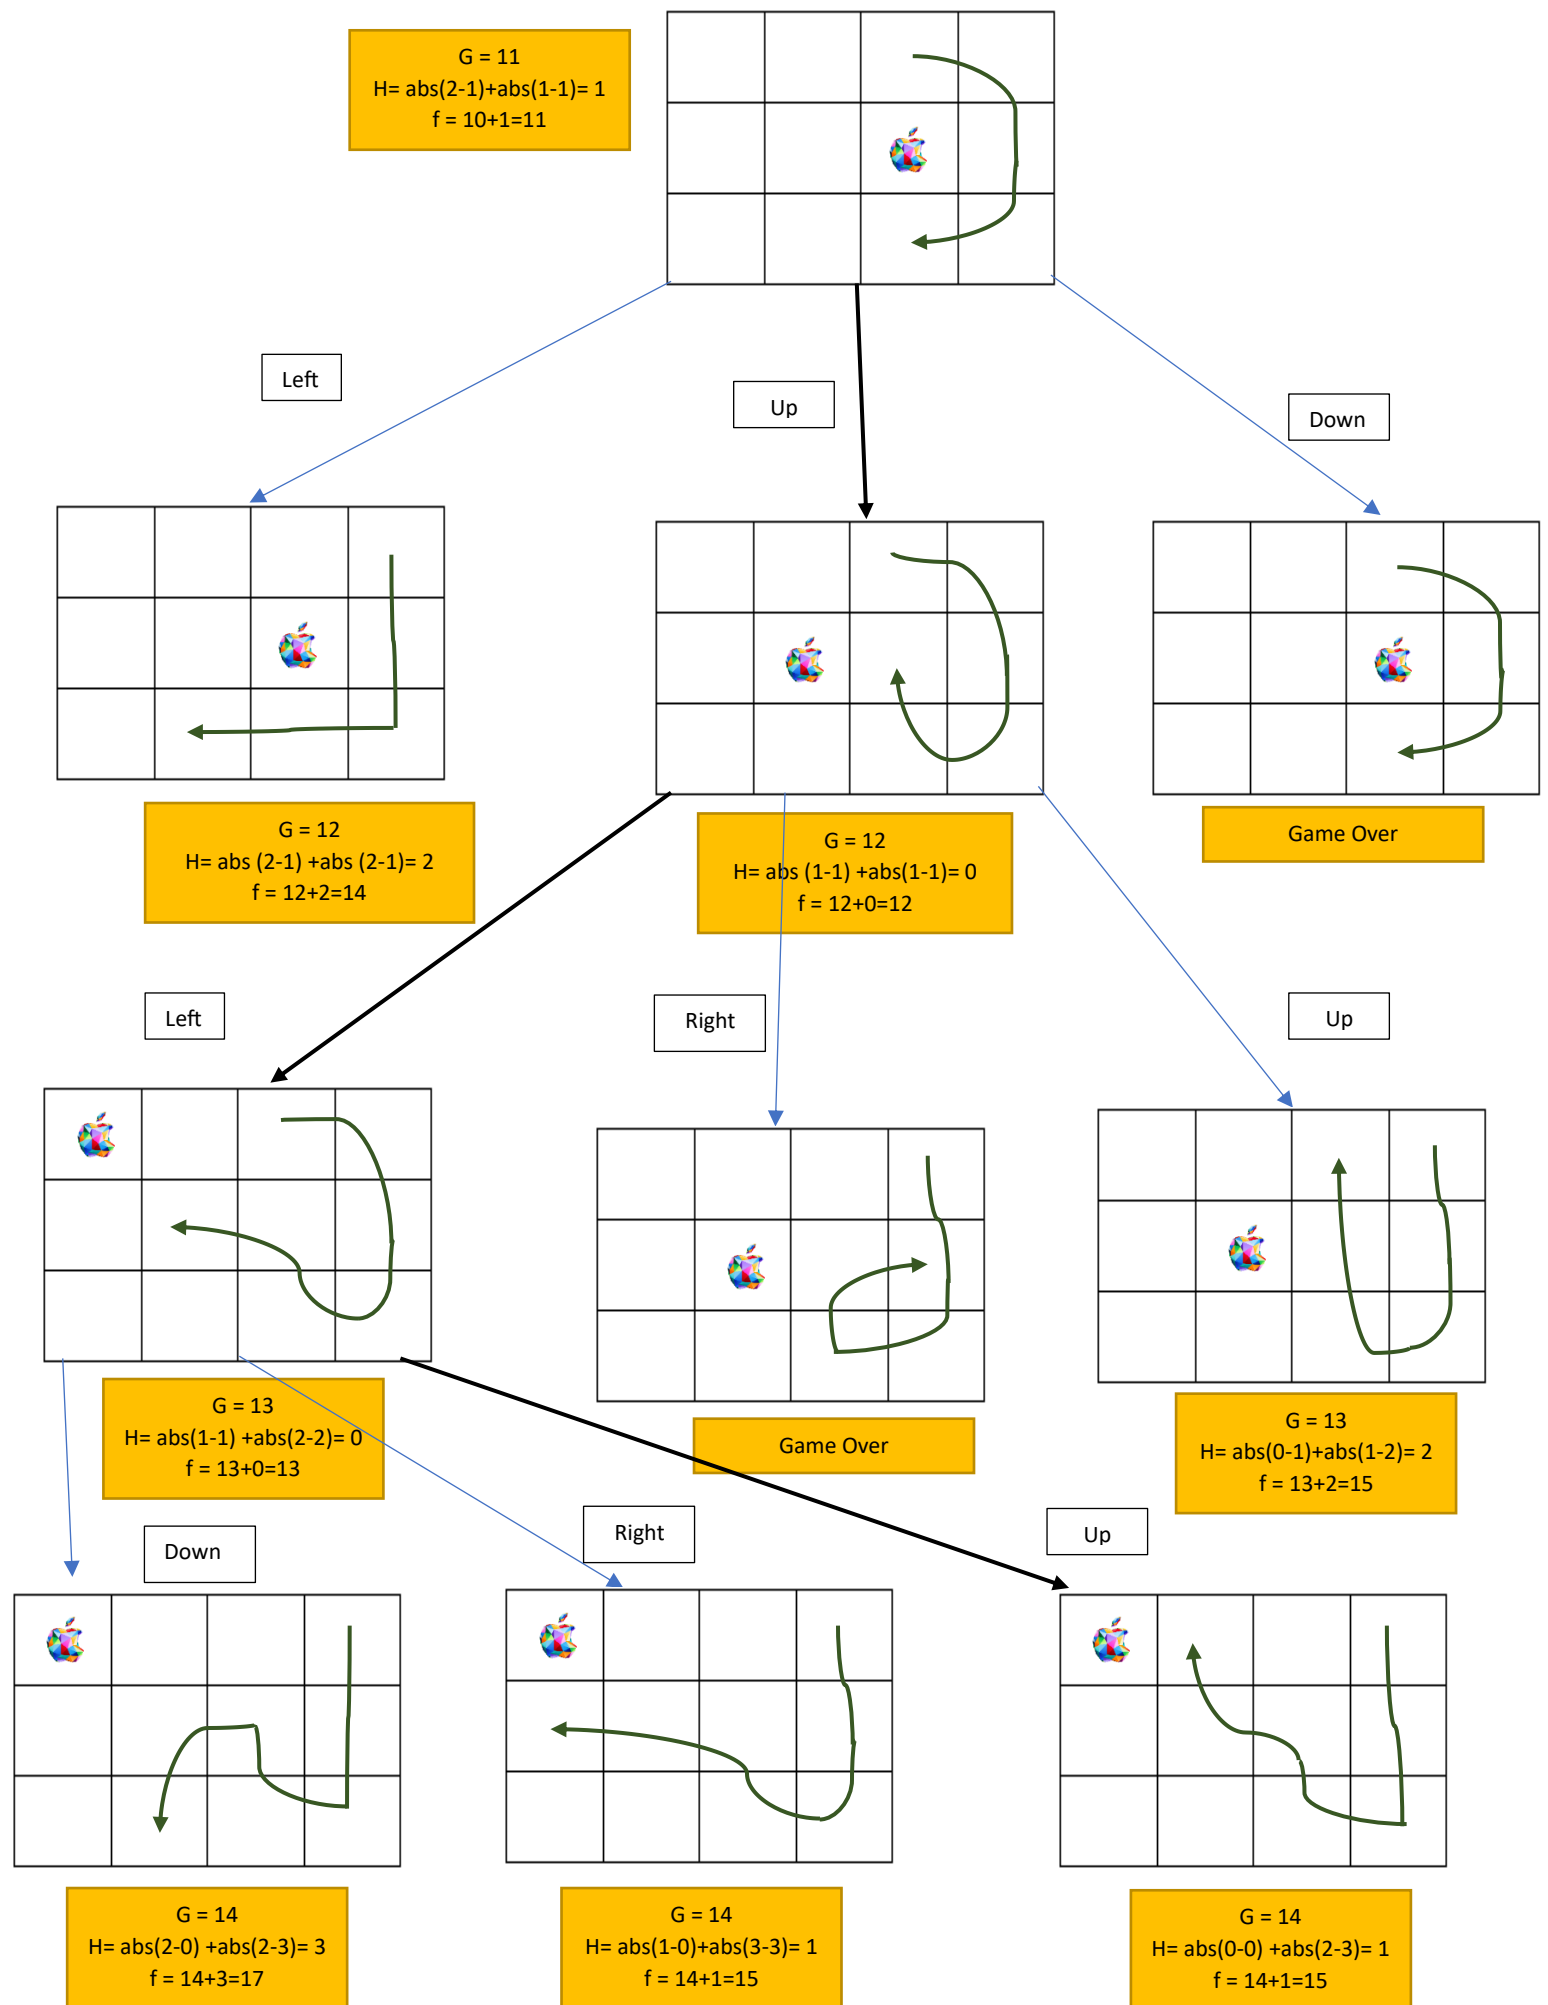 G = 11
H= abs(2-1)+abs(1-1)= 1
f = 10+1=11
Left
Up
Down
G = 12
H= abs (2-1) +abs (2-1)= 2
f = 12+2=14
G = 12
H= abs (1-1) +abs(1-1)= 0
f = 12+0=12
Game Over
Left
Right
Up
G = 13
H= abs(1-1) +abs(2-2)= 0
f = 13+0=13
Game Over
G = 13
H= abs(0-1)+abs(1-2)= 2
f = 13+2=15
Down
Right
Up
G = 14
H= abs(2-0) +abs(2-3)= 3
f = 14+3=17
G = 14
H= abs(1-0)+abs(3-3)= 1
f = 14+1=15
G = 14
H= abs(0-0) +abs(2-3)= 1
f = 14+1=15